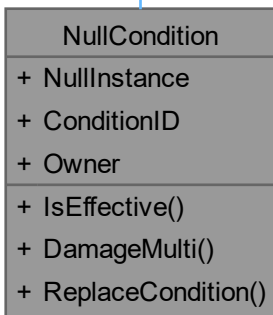 NullCondition
+ NullInstance
+ ConditionID
+ Owner
+ IsEffective()
+ DamageMulti()
+ ReplaceCondition()